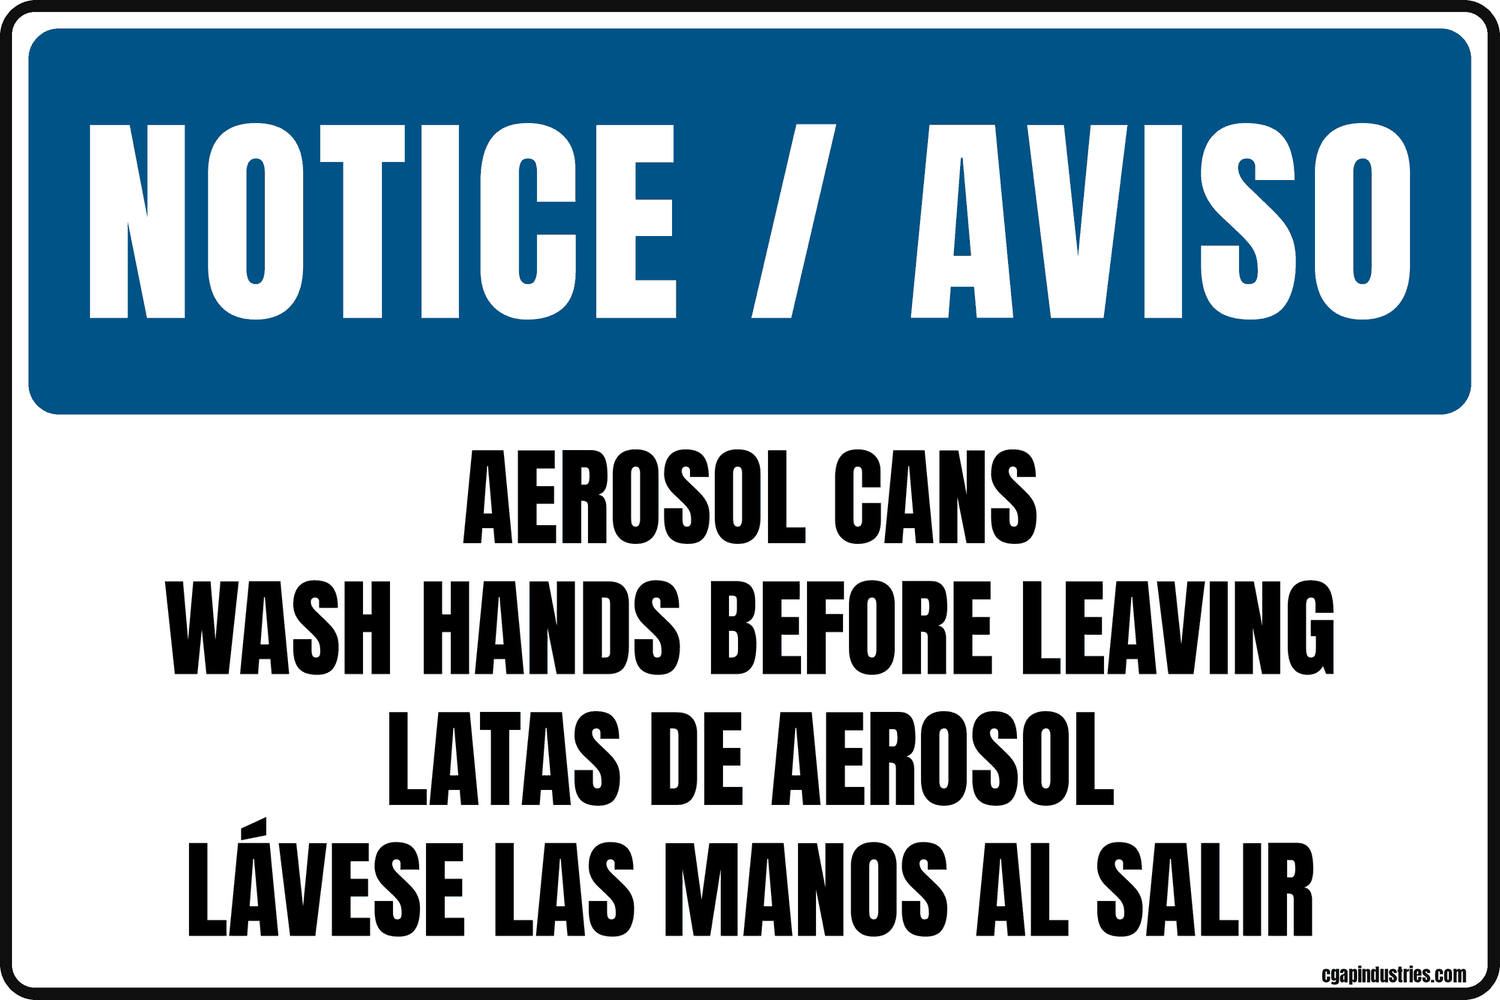 NOTICE / AVISO
AEROSOL CANS
WASH HANDS BEFORE LEAVING
LATAS DE AEROSOL
LÁVESE LAS MANOS AL SALIR
cgapindustries.com